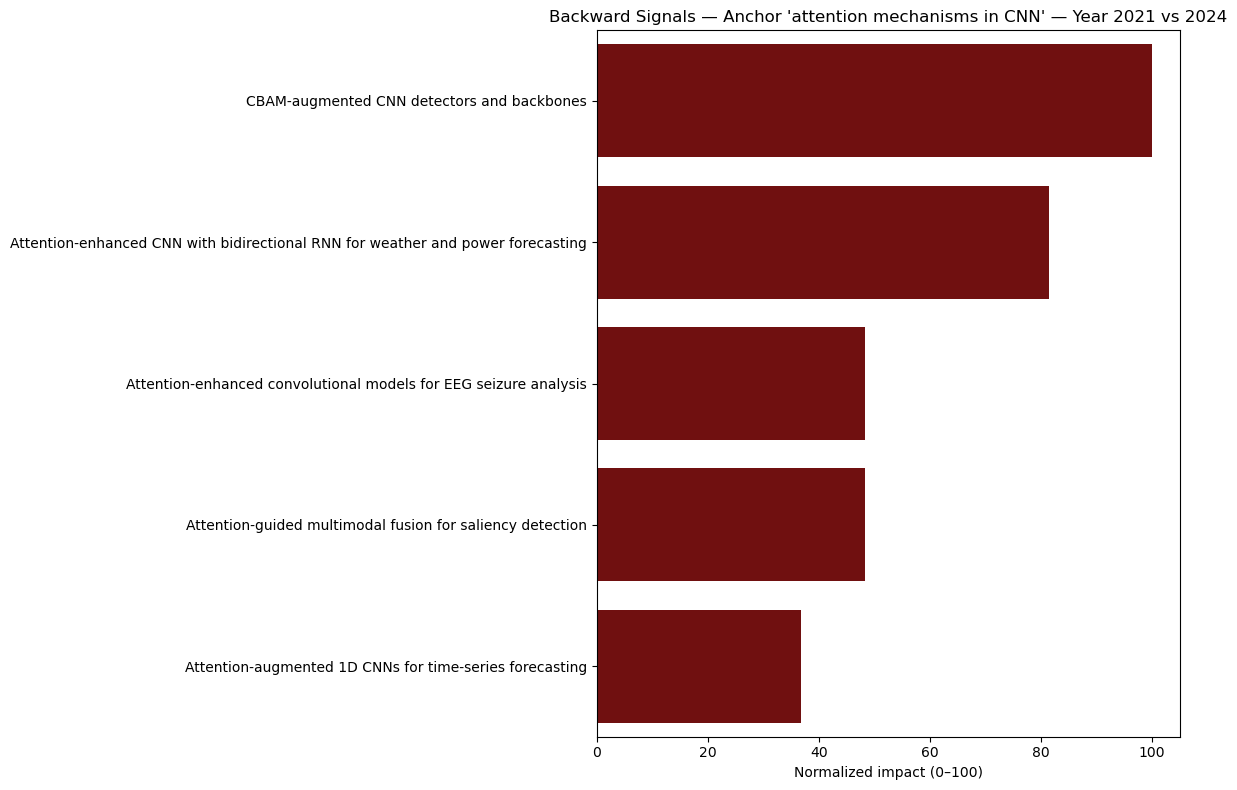 Backward Signals — Anchor 'attention mechanisms in CNN' — Year 2021 vs 2024
CBAM-augmented CNN detectors and backbones
Attention-enhanced CNN with bidirectional RNN for weather and power forecasting
Attention-enhanced convolutional models for EEG seizure analysis
Attention-guided multimodal fusion for saliency detection
Attention-augmented 1D CNNs for time-series forecasting
0 20 40 60 80 100
Normalized impact (0–100)